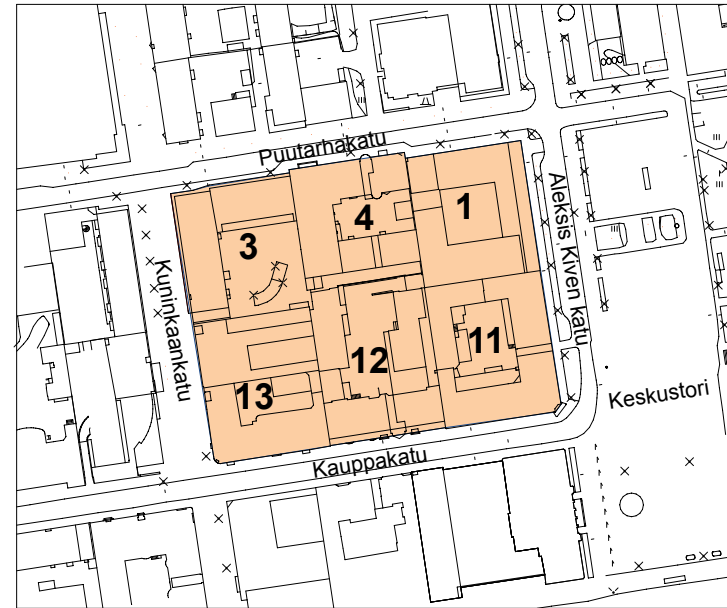 Puutarhakatu
Aleksis Kiven katu
4
1
3
Kuninkaankatu
11
12
13
Keskustori
Kauppakatu